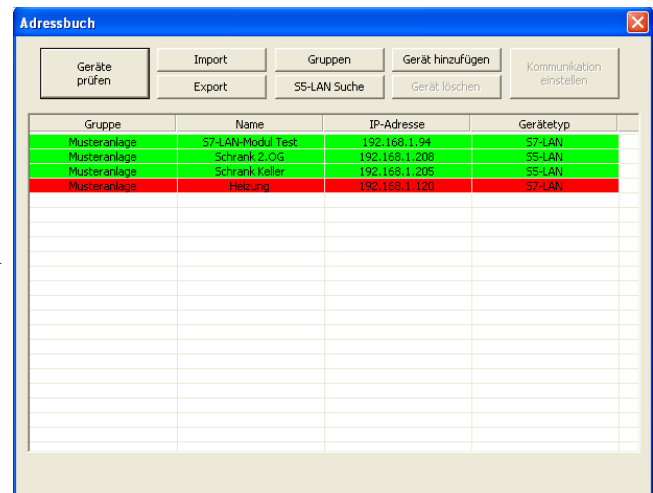 Adressbuch
Geräte prüfen
Import
Gruppen
Gerät hinzufügen
Kommunikation einstellen
Export
S5-LAN Suche
Gerät löschen
Gruppe Name IP-Adresse Gerätetyp
Musteranlage S7-LAN-Modul Test 192.168.1.94 S7-LAN
Musteranlage Schrank 2.OG 192.168.1.208 S5-LAN
Musteranlage Schrank Keller 192.168.1.205 S5-LAN
Musteranlage Heizung 192.168.1.120 S7-LAN